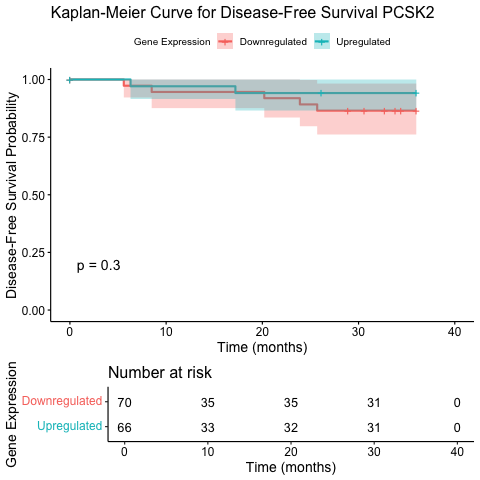 Kaplan-Meier Curve for Disease-Free Survival PCSK2
Gene Expression Downregulated Upregulated
Disease-Free Survival Probability
1.00
0.75
0.50
0.25
0.00
p = 0.3
0 10 20 30 40
Time (months)
Number at risk
Gene Expression
Downregulated 70 35 35 31 0
Upregulated 66 33 32 31 0
0 10 20 30 40
Time (months)